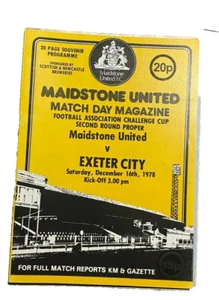 28 PAGE SOUVENIR
PROGRAMME
SPONSORED BY
SCOTTISH & NEWCASTLE
BREWERIES
Maidstone
United F.C.
20p
MAIDSTONE UNITED
MATCH DAY MAGAZINE
FOOTBALL ASSOCIATION CHALLENGE CUP
SECOND ROUND PROPER
Maidstone United
v
EXETER CITY
Saturday, December 16th, 1978
Kick-Off 3.00 pm
FOR FULL MATCH REPORTS KM & GAZETTE